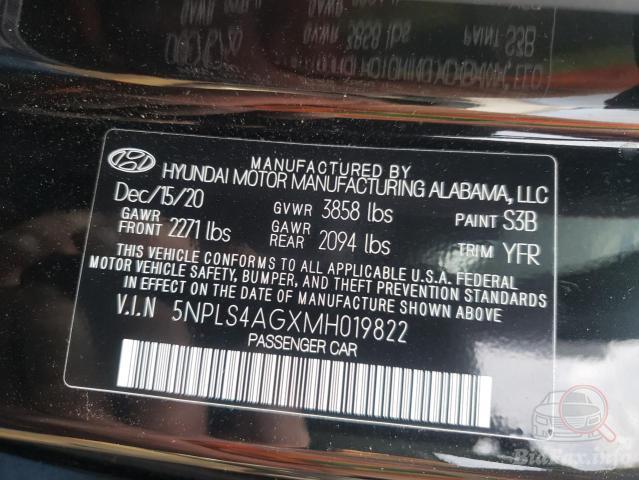 MANUFACTURED BY
HYUNDAI MOTOR MANUFACTURING ALABAMA, LLC
Dec/15/20 GVWR 3858 lbs PAINT S3B
GAWR FRONT 2271 lbs GAWR REAR 2094 lbs TRIM YFR
THIS VEHICLE CONFORMS TO ALL APPLICABLE U.S.A. FEDERAL
MOTOR VEHICLE SAFETY, BUMPER, AND THEFT PREVENTION STANDARDS
IN EFFECT ON THE DATE OF MANUFACTURE SHOWN ABOVE.
V.I.N 5NPLS4AGXMH019822
PASSENGER CAR
BidFax.info